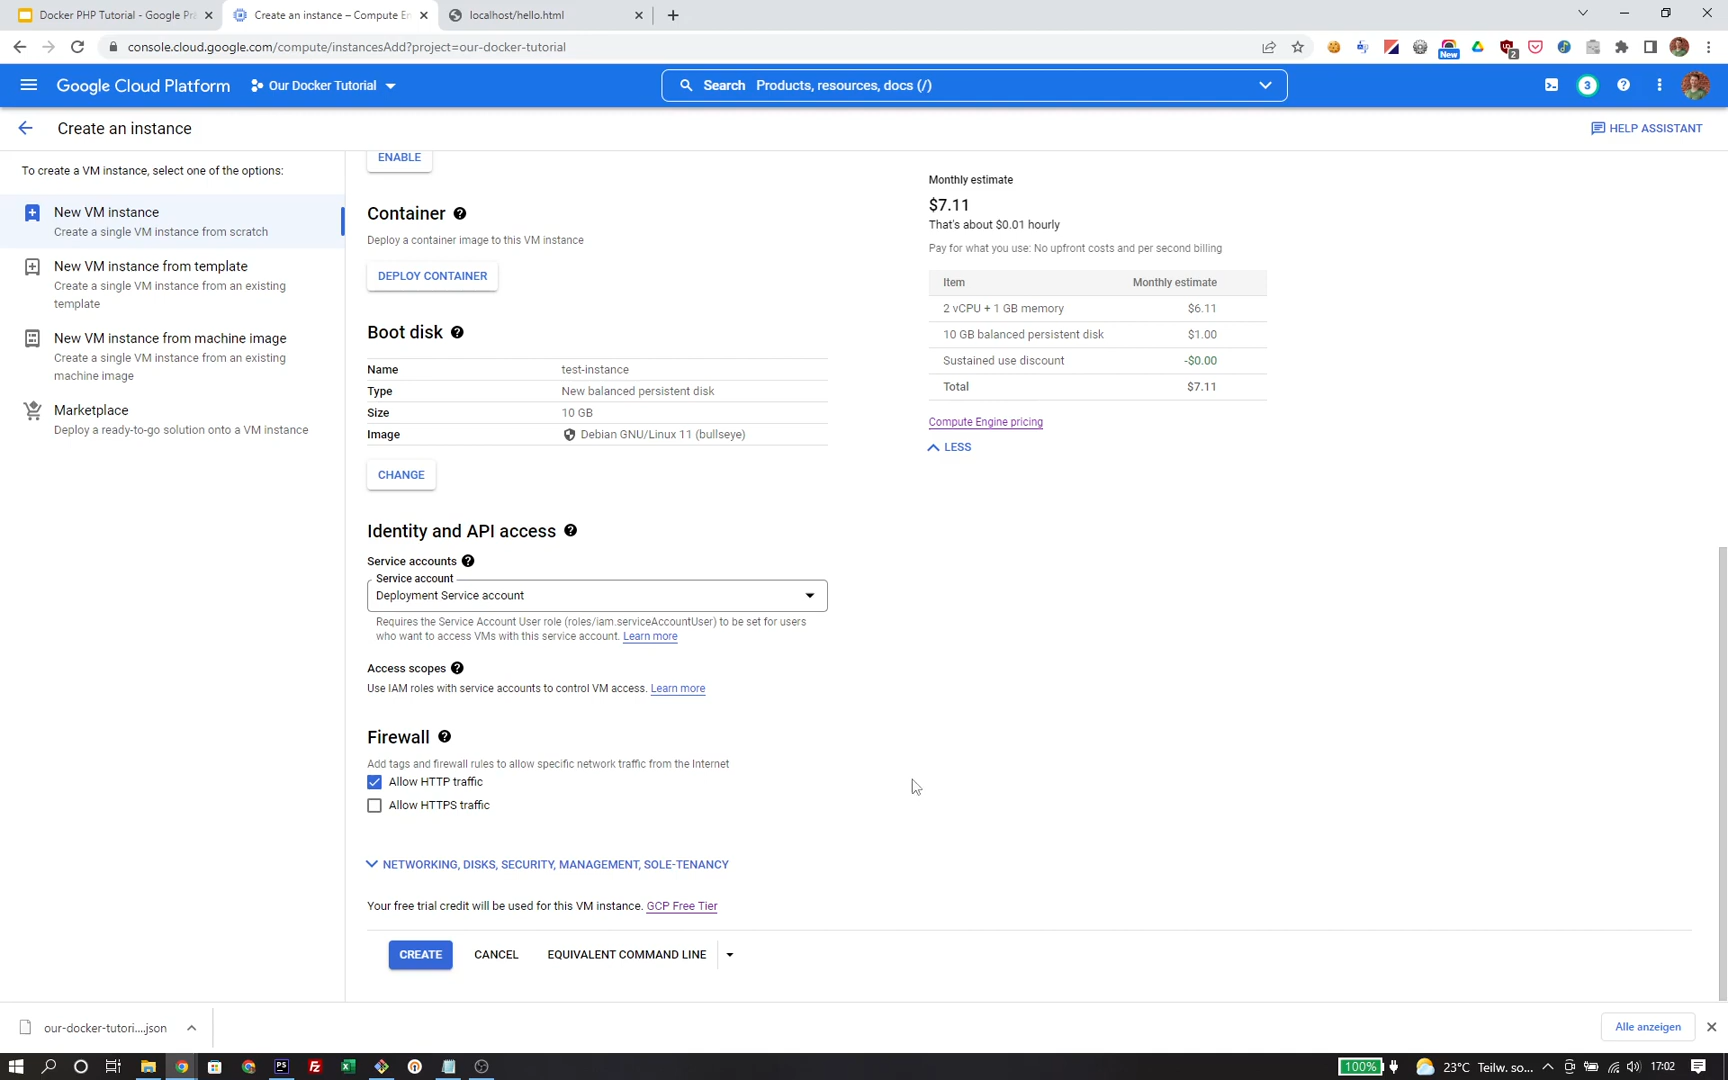 Docker PHP Tutorial - Google Prä
Create an instance – Compute En
localhost/hello.html
console.cloud.google.com/compute/instancesAdd?project=our-docker-tutorial
New
2
Google Cloud Platform
Our Docker Tutorial
Search Products, resources, docs (/)
3
Create an instance
HELP ASSISTANT
To create a VM instance, select one of the options:
New VM instance
Create a single VM instance from scratch
New VM instance from template
Create a single VM instance from an existing
template
New VM instance from machine image
Create a single VM instance from an existing
machine image
Marketplace
Deploy a ready-to-go solution onto a VM instance
ENABLE
Container
Deploy a container image to this VM instance
DEPLOY CONTAINER
Boot disk
Name test-instance
Type New balanced persistent disk
Size 10 GB
Image Debian GNU/Linux 11 (bullseye)
CHANGE
Identity and API access
Service accounts
Service account
Deployment Service account
Requires the Service Account User role (roles/iam.serviceAccountUser) to be set for users
who want to access VMs with this service account. Learn more
Access scopes
Use IAM roles with service accounts to control VM access. Learn more
Firewall
Add tags and firewall rules to allow specific network traffic from the Internet
Allow HTTP traffic
Allow HTTPS traffic
NETWORKING, DISKS, SECURITY, MANAGEMENT, SOLE-TENANCY
Your free trial credit will be used for this VM instance. GCP Free Tier
CREATE
CANCEL
EQUIVALENT COMMAND LINE
Monthly estimate
$7.11
That's about $0.01 hourly
Pay for what you use: No upfront costs and per second billing
Item Monthly estimate
2 vCPU + 1 GB memory $6.11
10 GB balanced persistent disk $1.00
Sustained use discount -$0.00
Total $7.11
Compute Engine pricing
LESS
our-docker-tutori....json
Alle anzeigen
PS
100%
23°C Teilw. so...
17:02